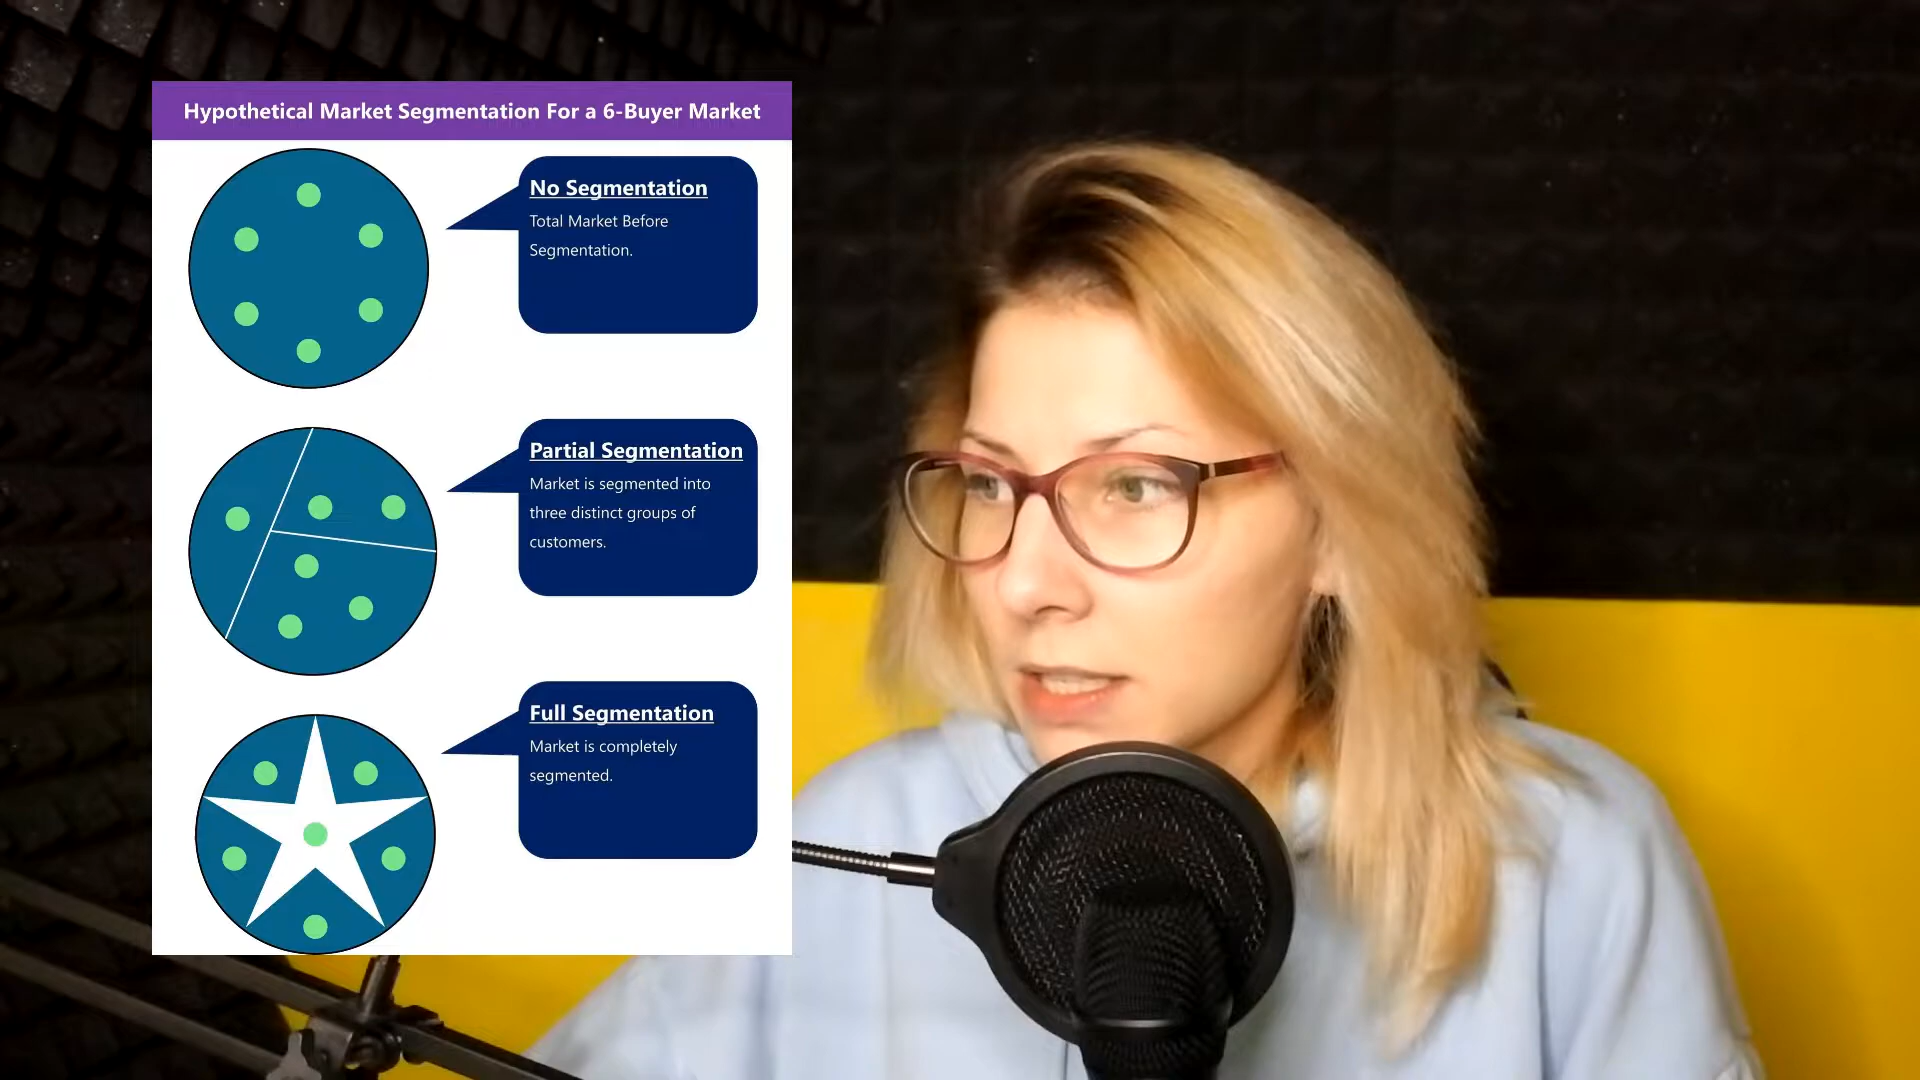 Hypothetical Market Segmentation For a 6-Buyer Market
No Segmentation
Total Market Before
Segmentation.
Partial Segmentation
Market is segmented into
three distinct groups of
customers.
Full Segmentation
Market is completely
segmented.